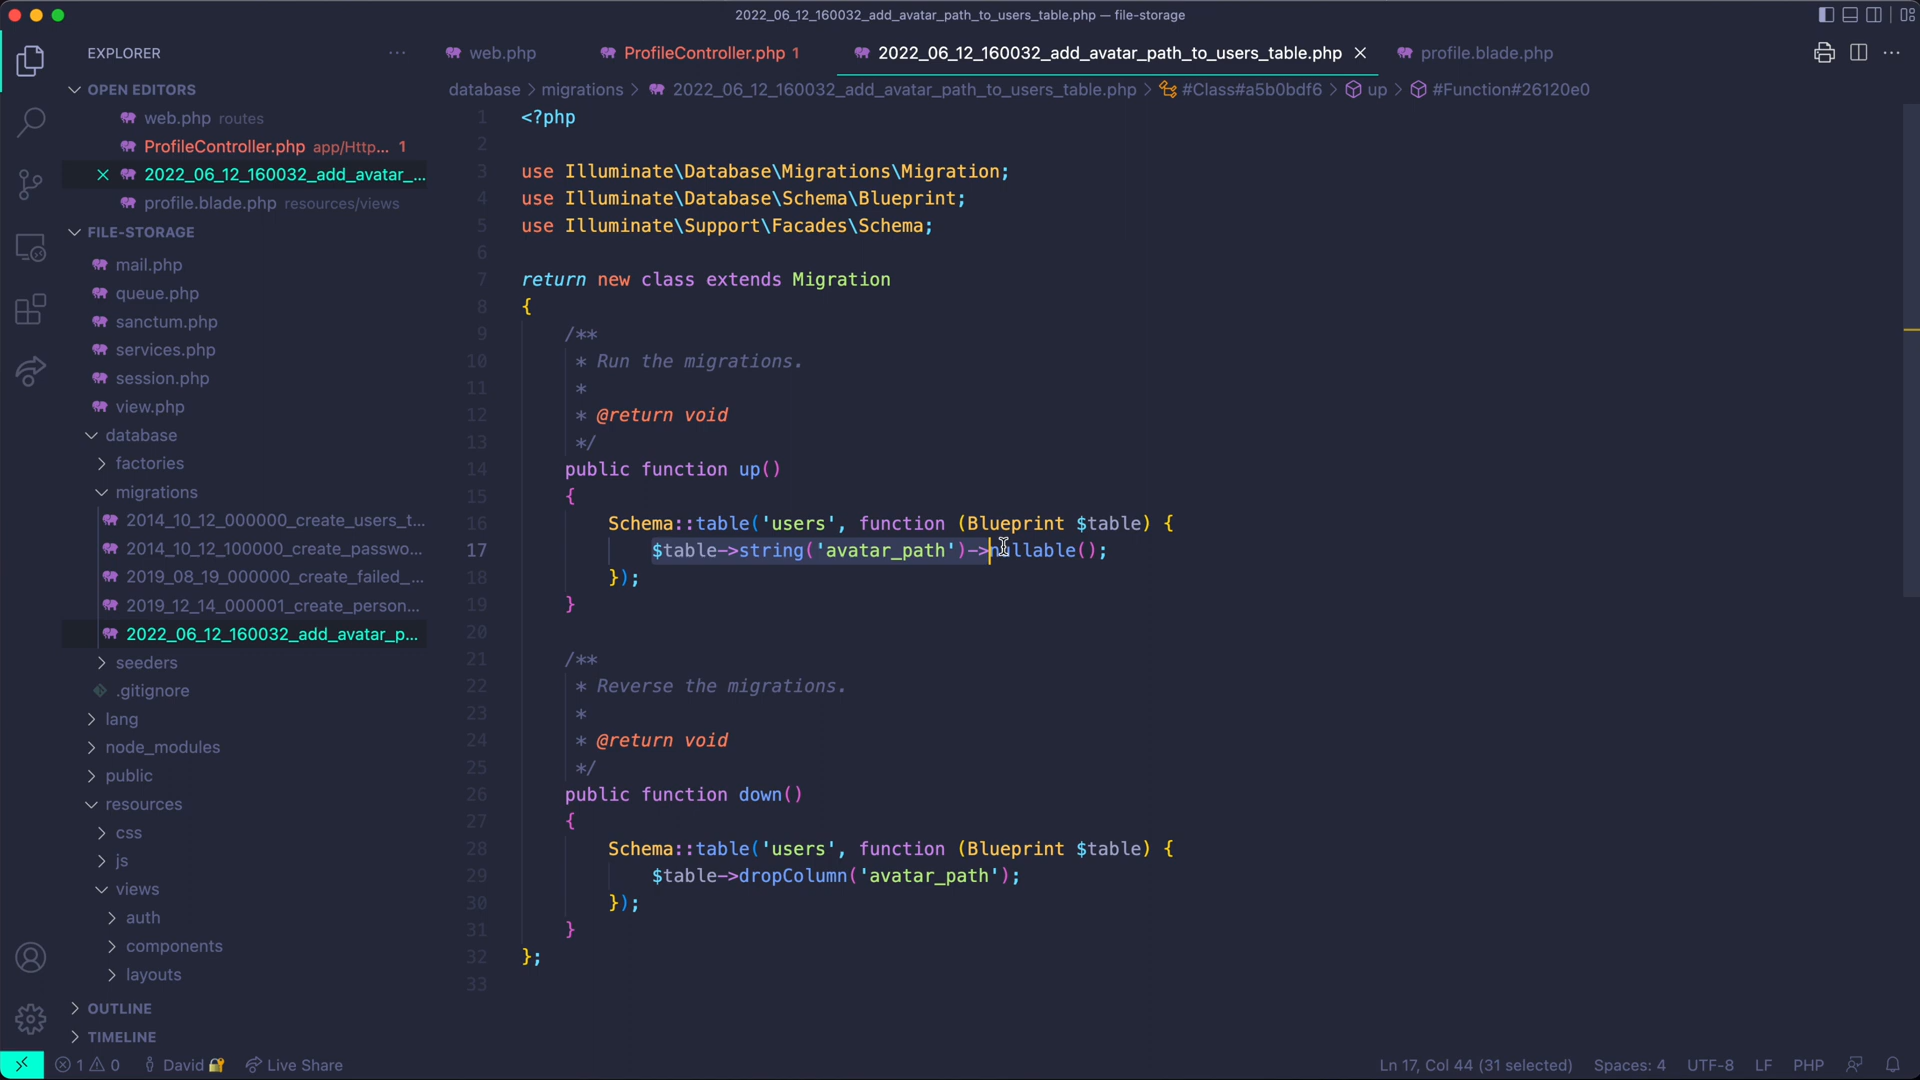 2022_06_12_160032_add_avatar_path_to_users_table.php — file-storage
EXPLORER
OPEN EDITORS
web.php routes
ProfileController.php app/Http... 1
2022_06_12_160032_add_avatar_...
profile.blade.php resources/views
FILE-STORAGE
mail.php
queue.php
sanctum.php
services.php
session.php
view.php
database
factories
migrations
2014_10_12_000000_create_users_t...
2014_10_12_100000_create_passwo...
2019_08_19_000000_create_failed_...
2019_12_14_000001_create_person...
2022_06_12_160032_add_avatar_p...
seeders
.gitignore
lang
node_modules
public
resources
css
js
views
auth
components
layouts
OUTLINE
TIMELINE
web.php
ProfileController.php 1
2022_06_12_160032_add_avatar_path_to_users_table.php
profile.blade.php
database > migrations > 2022_06_12_160032_add_avatar_path_to_users_table.php > #Class#a5b0bdf6 > up > #Function#26120e0
1 <?php
2
3 use Illuminate\Database\Migrations\Migration;
4 use Illuminate\Database\Schema\Blueprint;
5 use Illuminate\Support\Facades\Schema;
6
7 return new class extends Migration
8 {
9 /**
10 * Run the migrations.
11 *
12 * @return void
13 */
14 public function up()
15 {
16 Schema::table('users', function (Blueprint $table) {
17 $table->string('avatar_path')->nullable();
18 });
19 }
20
21 /**
22 * Reverse the migrations.
23 *
24 * @return void
25 */
26 public function down()
27 {
28 Schema::table('users', function (Blueprint $table) {
29 $table->dropColumn('avatar_path');
30 });
31 }
32 };
33
1 0 David Live Share
Ln 17, Col 44 (31 selected) Spaces: 4 UTF-8 LF PHP